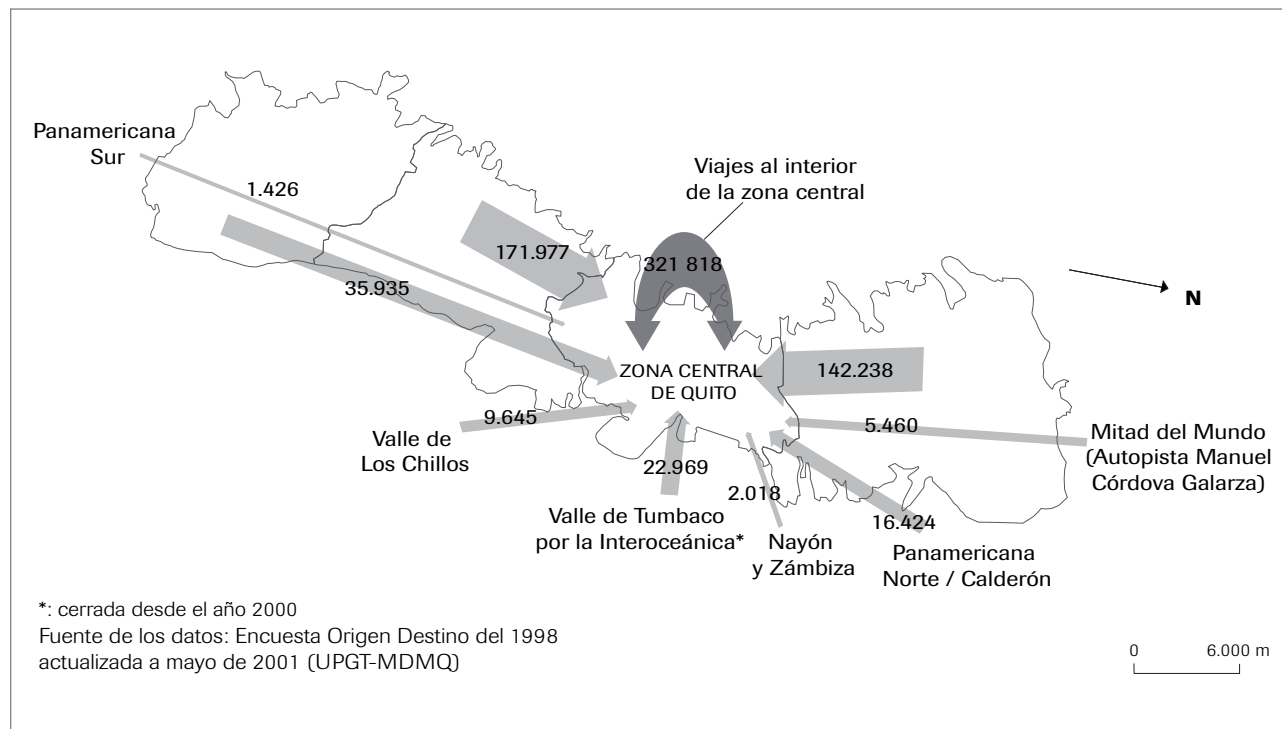 Panamericana
Sur
1.426
35.935
171.977
Viajes al interior
de la zona central
321 818
N
ZONA CENTRAL
DE QUITO
142.238
9.645
Valle de
Los Chillos
22.969
Valle de Tumbaco
por la Interoceánica*
2.018
Nayón
y Zámbiza
5.460
Mitad del Mundo
(Autopista Manuel
Córdova Galarza)
16.424
Panamericana
Norte / Calderón
*: cerrada desde el año 2000
Fuente de los datos: Encuesta Origen Destino del 1998
actualizada a mayo de 2001 (UPGT-MDMQ)
0 6.000 m